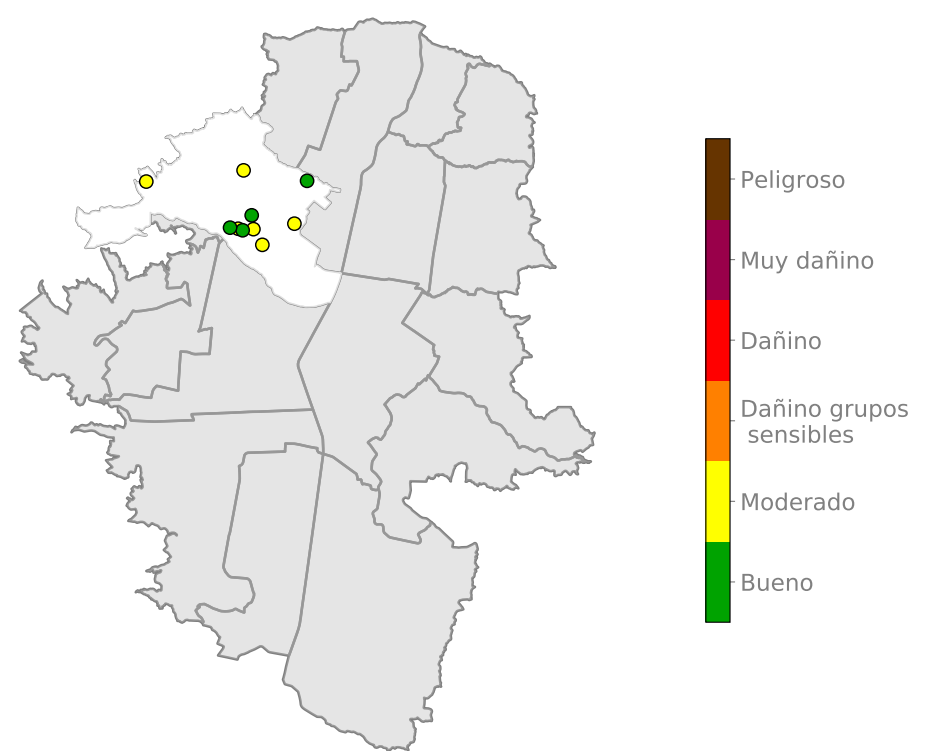 Peligroso
Muy dañino
Dañino
Dañino grupos
sensibles
Moderado
Bueno